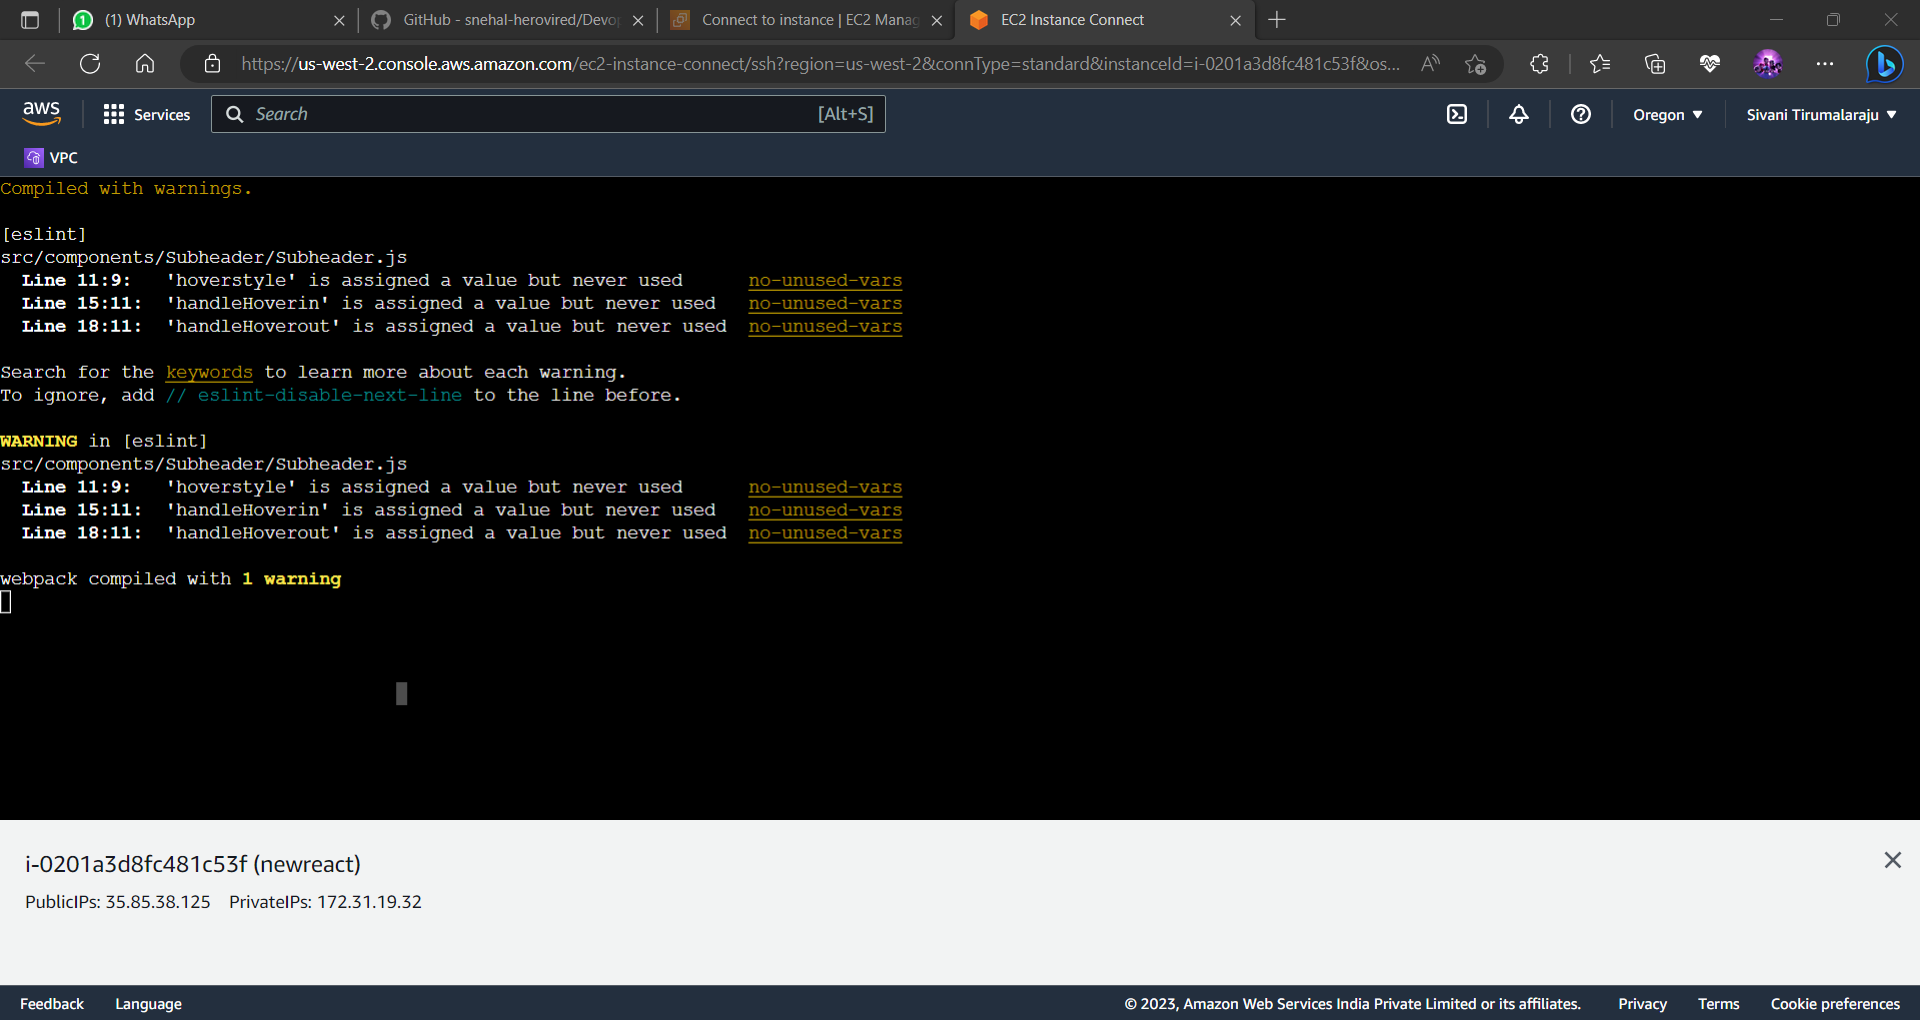 (1) WhatsApp
GitHub - snehal-herovired/Devop
Connect to instance | EC2 Manag
EC2 Instance Connect
https://us-west-2.console.aws.amazon.com/ec2-instance-connect/ssh?region=us-west-2&connType=standard&instanceId=i-0201a3d8fc481c53f&os...
aws
Services
Search
[Alt+S]
Oregon
Sivani Tirumalaraju
VPC
Compiled with warnings.
[eslint]
src/components/Subheader/Subheader.js
Line 11:9: 'hoverstyle' is assigned a value but never used no-unused-vars
Line 15:11: 'handleHoverin' is assigned a value but never used no-unused-vars
Line 18:11: 'handleHoverout' is assigned a value but never used no-unused-vars
Search for the keywords to learn more about each warning.
To ignore, add // eslint-disable-next-line to the line before.
WARNING in [eslint]
src/components/Subheader/Subheader.js
Line 11:9: 'hoverstyle' is assigned a value but never used no-unused-vars
Line 15:11: 'handleHoverin' is assigned a value but never used no-unused-vars
Line 18:11: 'handleHoverout' is assigned a value but never used no-unused-vars
webpack compiled with 1 warning
i-0201a3d8fc481c53f (newreact)
PublicIPs: 35.85.38.125 PrivateIPs: 172.31.19.32
Feedback Language © 2023, Amazon Web Services India Private Limited or its affiliates. Privacy Terms Cookie preferences